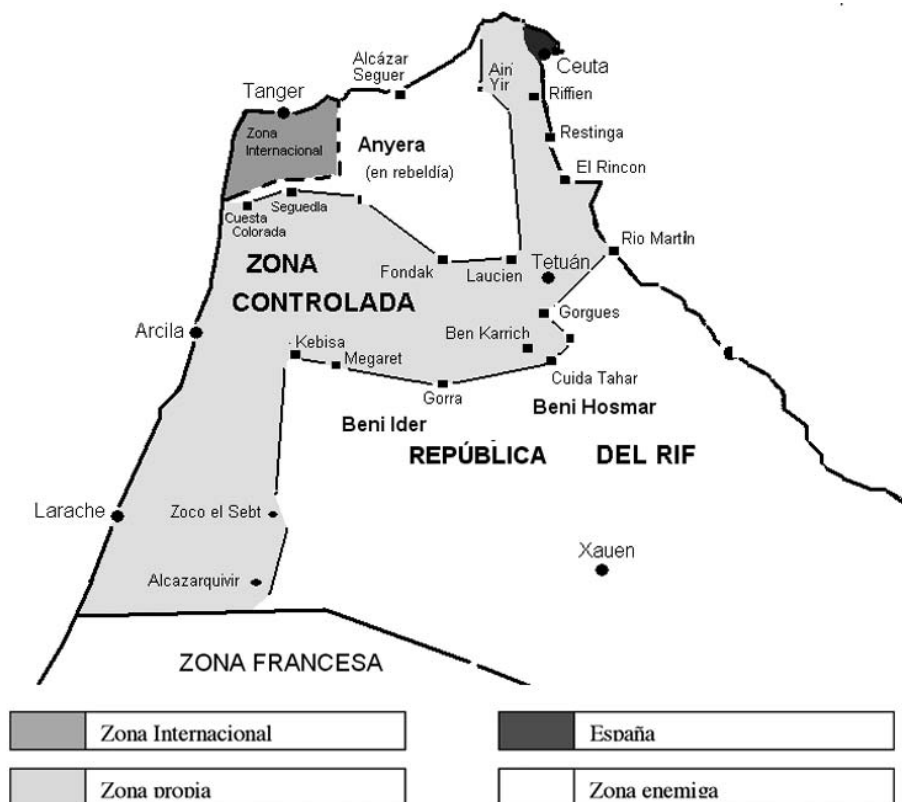 Alcázar
Seguer
Ceuta
Ain
Yir
Tanger
Riffien
Zona
Internacional
Restinga
Anyera
(en rebeldía)
El Rincon
Seguedla
Cuesta
Colorada
Rio Martín
ZONA
CONTROLADA
Fondak
Laucien
Tetuán
Gorgues
Arcila
Kebisa
Ben Karrich
Megaret
Cuida Tahar
Gorra
Beni Ider
Beni Hosmar
REPÚBLICA DEL RIF
Larache
Zoco el Sebt
Xauen
Alcazarquivir
ZONA FRANCESA
Zona Internacional
España
Zona propia
Zona enemiga